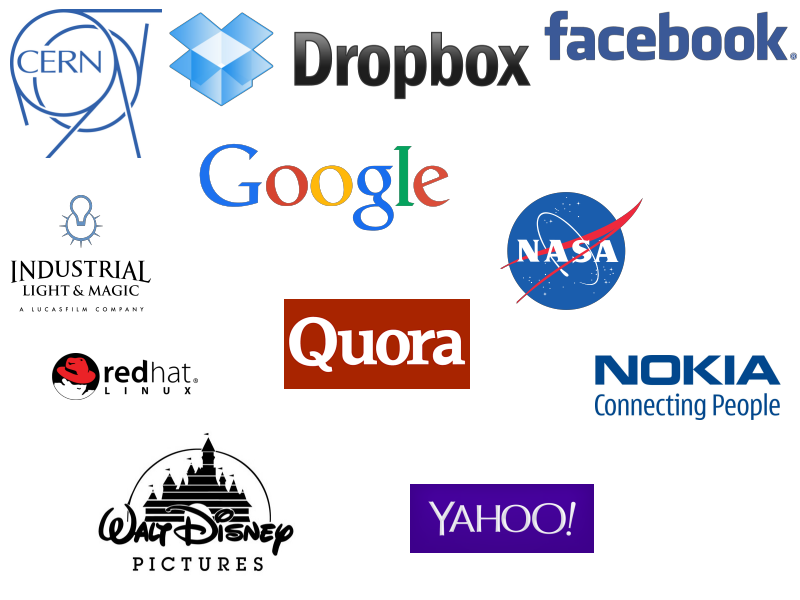 CERN
Dropbox
facebook®
Google
NASA
INDUSTRIAL
LIGHT & MAGIC
A LUCASFILM COMPANY
Quora
redhat®
LINUX
NOKIA
Connecting People
WALT DISNEY
PICTURES
YAHOO!